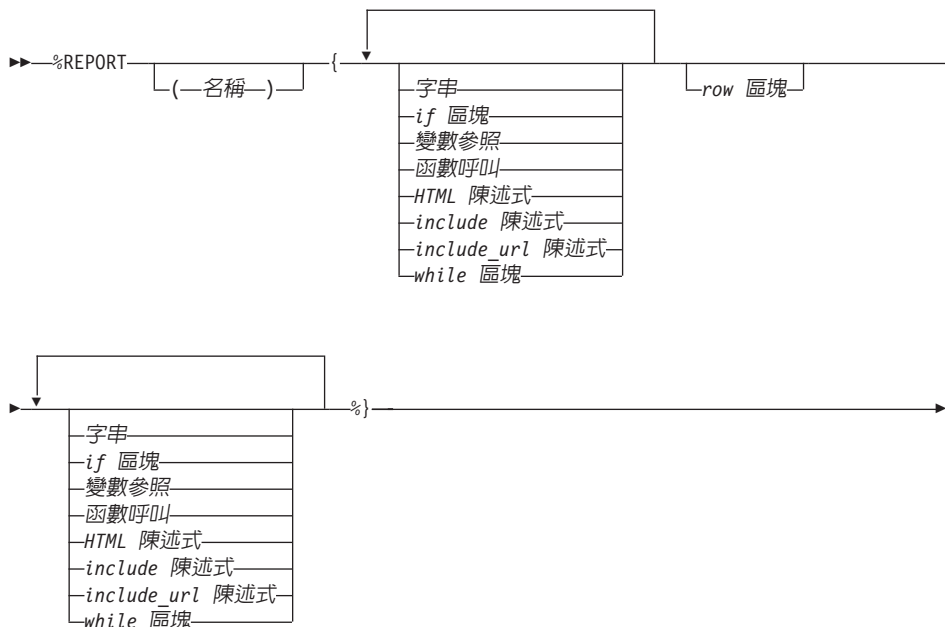 %REPORT
(名稱)
{
字串
if 區塊
變數參照
函數呼叫
HTML 陳述式
include 陳述式
include_url 陳述式
while 區塊
row 區塊
字串
if 區塊
變數參照
函數呼叫
HTML 陳述式
include 陳述式
include_url 陳述式
while 區塊
%}